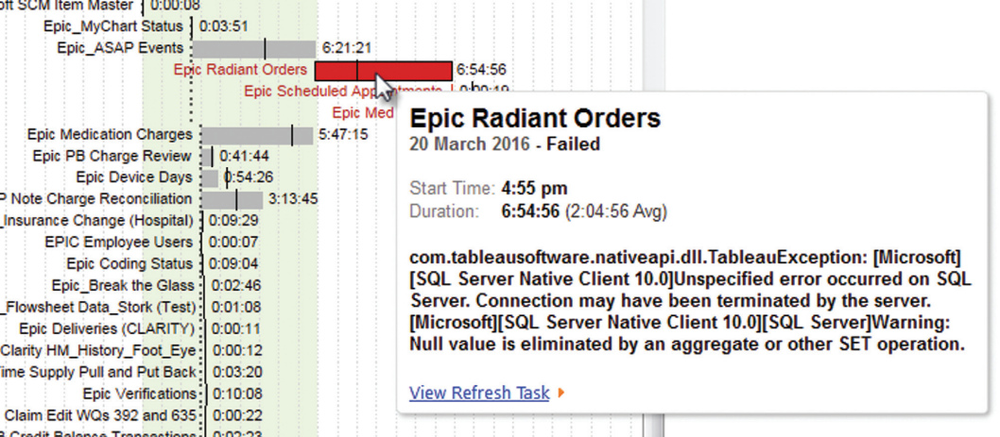 oft SCM Item Master 0:00:08
Epic_MyChart Status 0:03:51
Epic_ASAP Events 6:21:21
Epic Radiant Orders 6:54:56
Epic Scheduled Appointments 0:00:19
Epic Med
Epic Medication Charges 5:47:15
Epic PB Charge Review 0:41:44
Epic Device Days 0:54:26
P Note Charge Reconciliation 3:13:45
_Insurance Change (Hospital) 0:09:29
EPIC Employee Users 0:00:07
Epic Coding Status 0:09:04
Epic_Break the Glass 0:02:46
_Flowsheet Data_Stork (Test) 0:01:08
Epic Deliveries (CLARITY) 0:00:11
Clarity HM_History_Foot_Eye 0:00:12
ime Supply Pull and Put Back 0:03:20
Epic Verifications 0:10:08
Claim Edit WQs 392 and 635 0:00:22
B Credit Balance Transactions 0:02:23
Epic Radiant Orders
20 March 2016 - Failed
Start Time: 4:55 pm
Duration: 6:54:56 (2:04:56 Avg)
com.tableausoftware.nativeapi.dll.TableauException: [Microsoft]
[SQL Server Native Client 10.0]Unspecified error occurred on SQL
Server. Connection may have been terminated by the server.
[Microsoft][SQL Server Native Client 10.0][SQL Server]Warning:
Null value is eliminated by an aggregate or other SET operation.
View Refresh Task